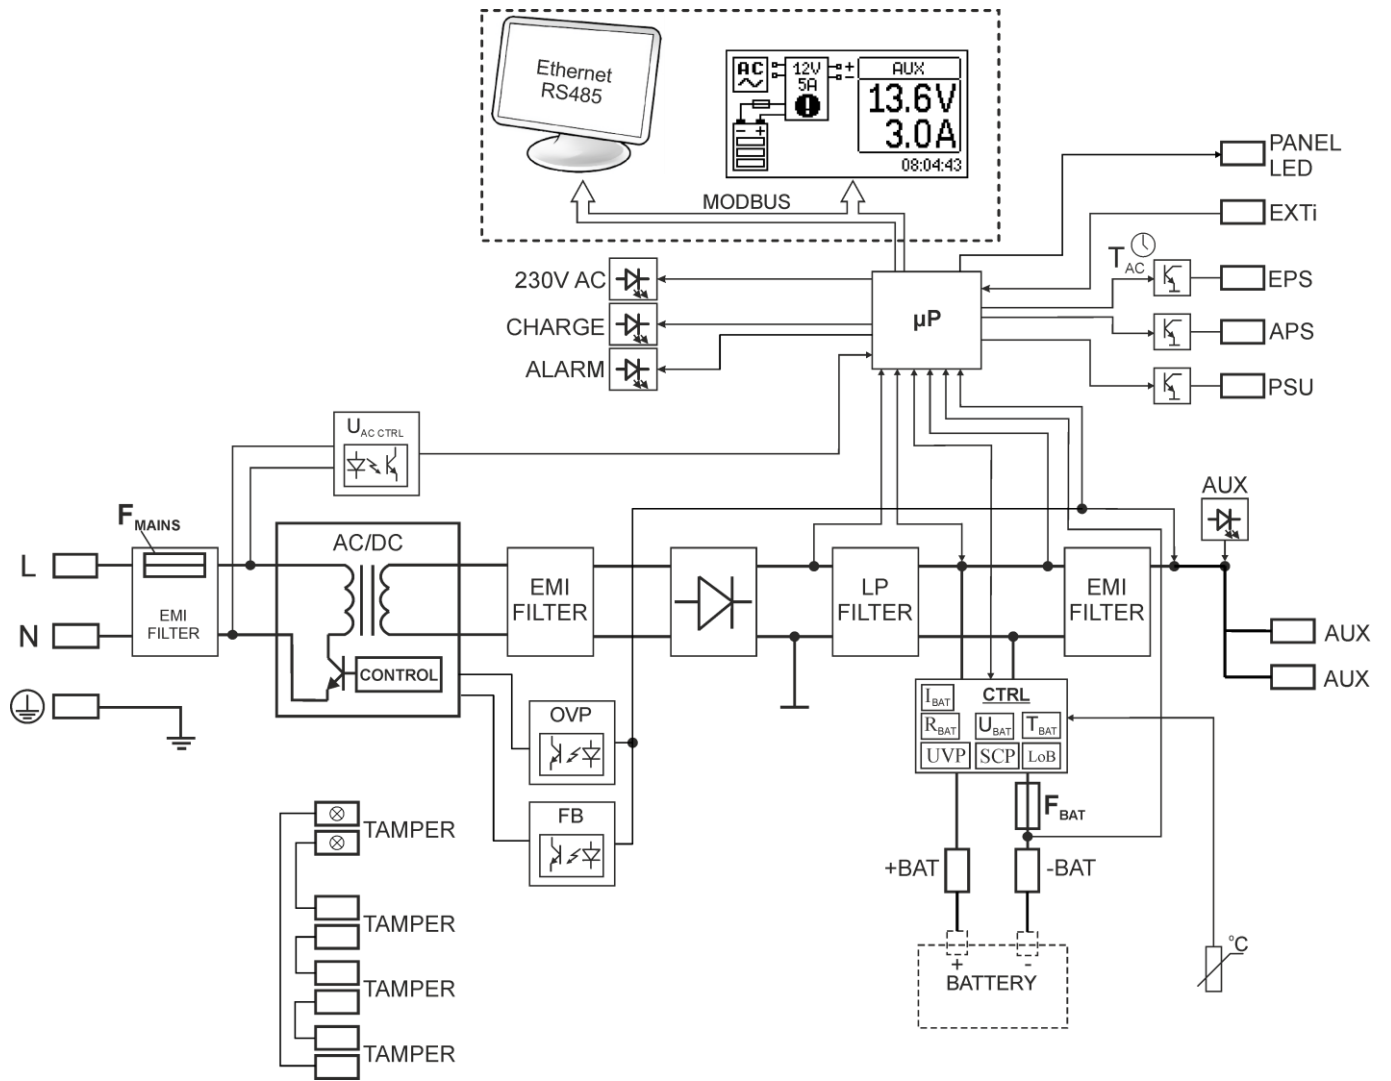 Ethernet
RS485
AC
12V
5A
+
−
− +
AUX
13.6V
3.0A
08:04:43
MODBUS
PANEL
LED
EXTi
T AC
EPS
APS
PSU
230V AC
CHARGE
ALARM
µP
U AC CTRL
AUX
F MAINS
L
N
EMI
FILTER
AC/DC
CONTROL
EMI
FILTER
LP
FILTER
EMI
FILTER
AUX
AUX
OVP
FB
I BAT
CTRL
R BAT
U BAT
T BAT
UVP
SCP
LoB
F BAT
+BAT
-BAT
+
-
BATTERY
°C
TAMPER
TAMPER
TAMPER
TAMPER